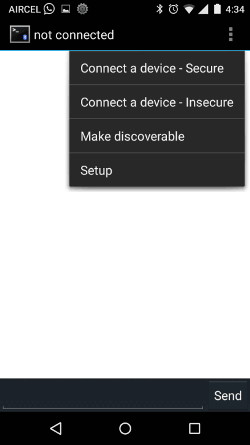 AIRCEL
4:34
not connected
Connect a device - Secure
Connect a device - Insecure
Make discoverable
Setup
Send